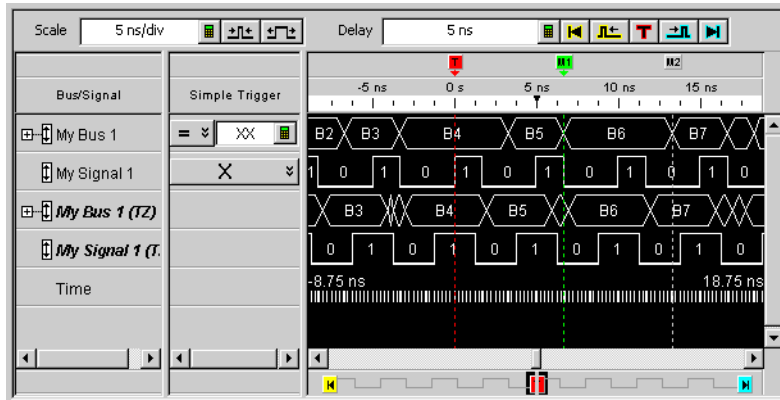 Scale 5 ns/div Delay 5 ns T
T M1 M2
Bus/Signal Simple Trigger -5 ns 0 s 5 ns 10 ns 15 ns
My Bus 1 = XX B2 B3 B4 B5 B6 B7
My Signal 1 X 1 0 1 0 1 0 1 0 1 0 1 0
My Bus 1 (TZ) B3 B4 B5 B6 B7
My Signal 1 (T. 0 1 0 1 0 1 0 1 0 1 0
Time -8.75 ns 18.75 ns